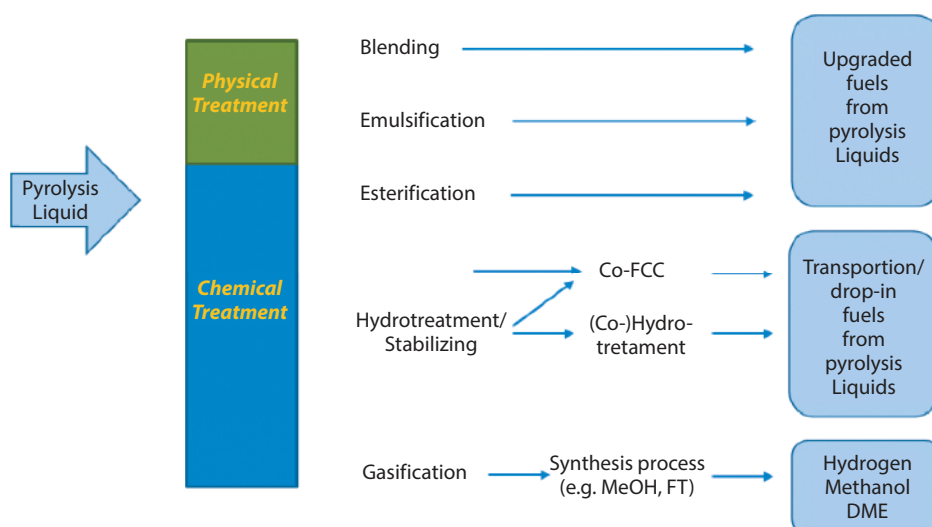 Pyrolysis
Liquid
Physical
Treatment
Chemical
Treatment
Blending
Emulsification
Esterification
Upgraded
fuels
from
pyrolysis
Liquids
Hydrotreatment/
Stabilizing
Co-FCC
(Co-)Hydro-
tretament
Transportion/
drop-in
fuels
from
pyrolysis
Liquids
Gasification
Synthesis process
(e.g. MeOH, FT)
Hydrogen
Methanol
DME